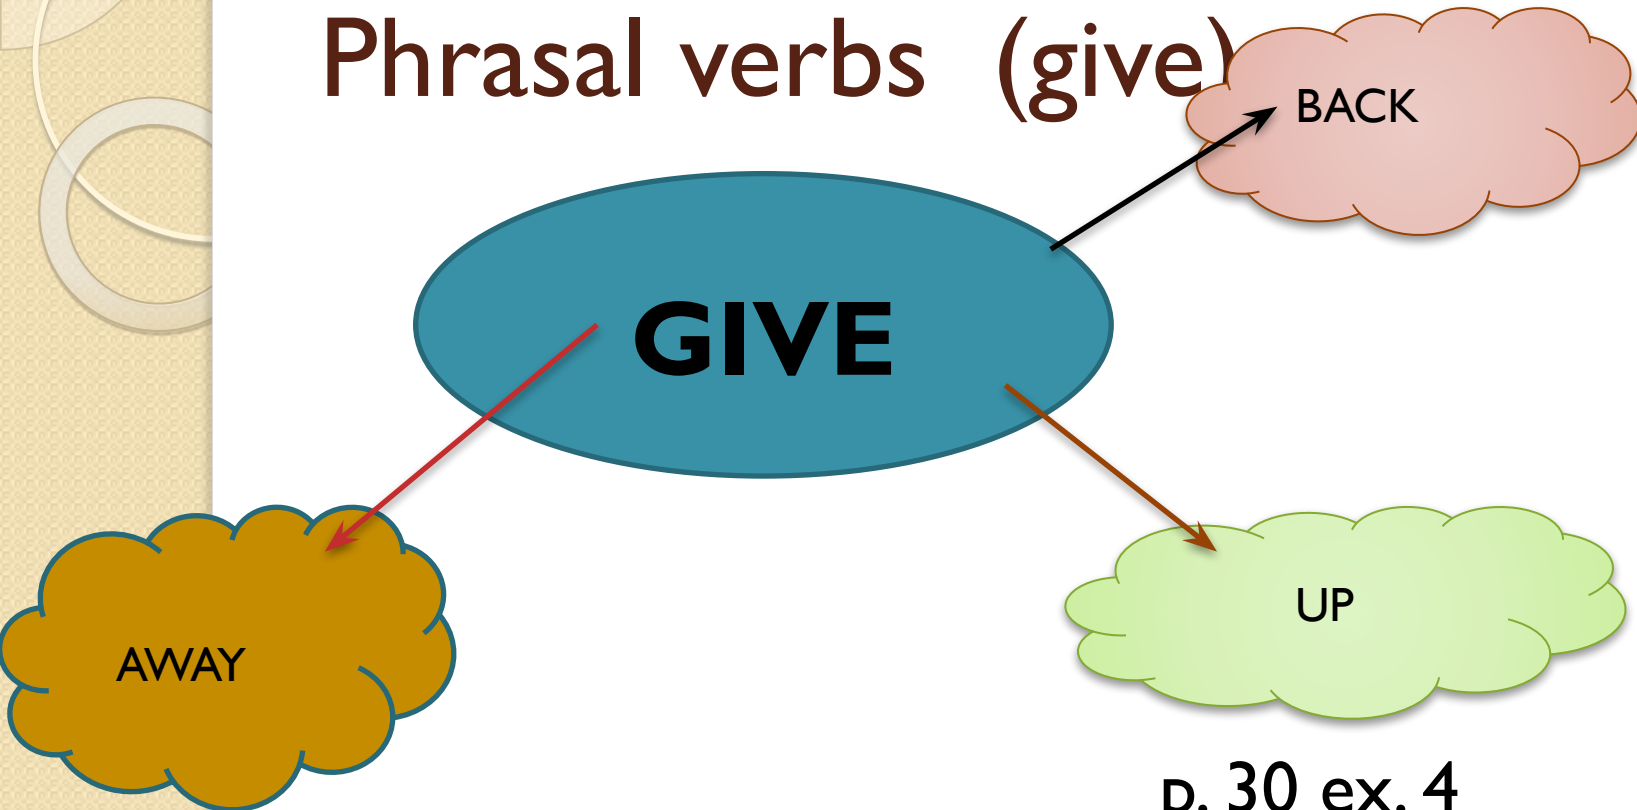 Phrasal verbs (give)
BACK
GIVE
UP
AWAY
p. 30 ex. 4